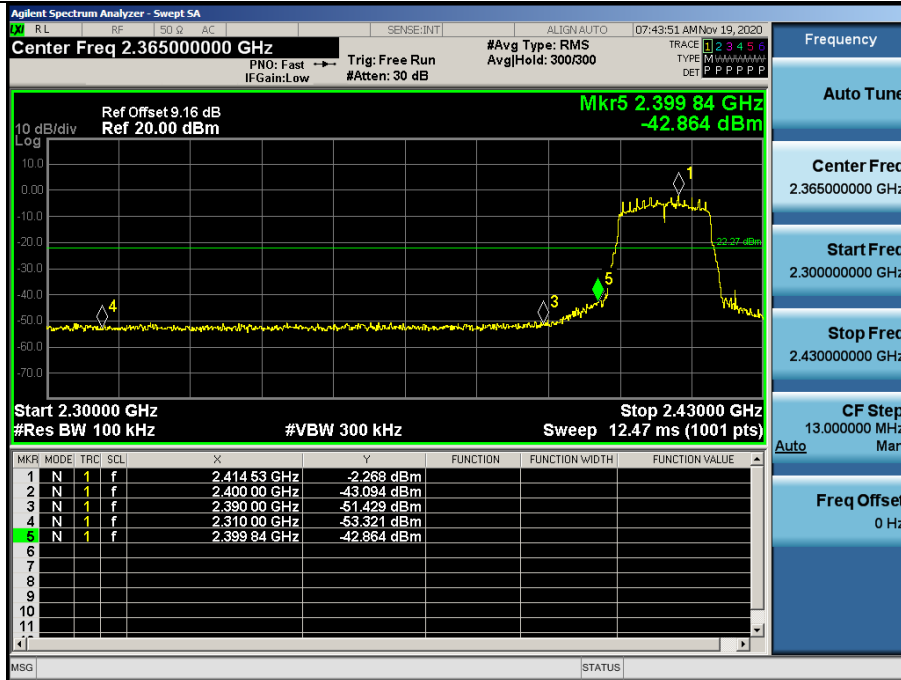 Agilent Spectrum Analyzer - Swept SA
LXI RL RF 50 Ω AC SENSE:INT ALIGN AUTO 07:43:51 AM Nov 19, 2020
Center Freq 2.365000000 GHz
PNO: Fast
IFGain:Low
Trig: Free Run
#Atten: 30 dB
#Avg Type: RMS
Avg|Hold: 300/300
TRACE 1 2 3 4 5 6
TYPE M
DET P P P P P P
Ref Offset 9.16 dB
10 dB/div Ref 20.00 dBm
Log
Mkr5 2.399 84 GHz
-42.864 dBm
10.0
0.00
-10.0
-20.0
-30.0
-40.0
-50.0
-60.0
-70.0
1
-22.27 dBm
5
4
3
Start 2.30000 GHz Stop 2.43000 GHz
#Res BW 100 kHz #VBW 300 kHz Sweep 12.47 ms (1001 pts)
MKR MODE TRC SCL X Y FUNCTION FUNCTION WIDTH FUNCTION VALUE
1 N 1 f 2.414 53 GHz -2.268 dBm
2 N 1 f 2.400 00 GHz -43.094 dBm
3 N 1 f 2.390 00 GHz -51.429 dBm
4 N 1 f 2.310 00 GHz -53.321 dBm
5 N 1 f 2.399 84 GHz -42.864 dBm
6
7
8
9
10
11
MSG STATUS
Frequency
Auto Tune
Center Freq
2.365000000 GHz
Start Freq
2.300000000 GHz
Stop Freq
2.430000000 GHz
CF Step
13.000000 MHz
Auto Man
Freq Offset
0 Hz